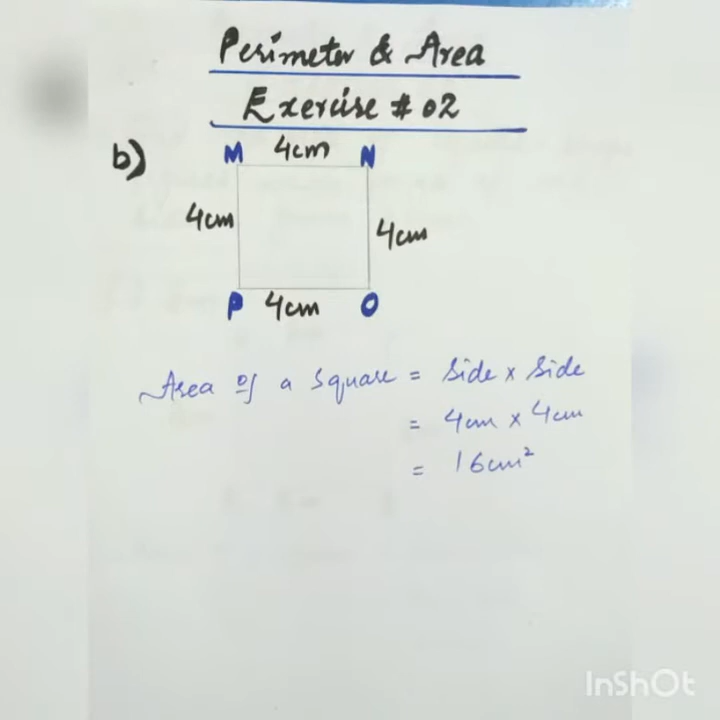 Perimeter & Area
Exercise # 02
b)
M 4cm N
4cm
4cm
P 4cm O
Area of a square = Side x Side
= 4cm x 4cm
= 16cm²
InShOt